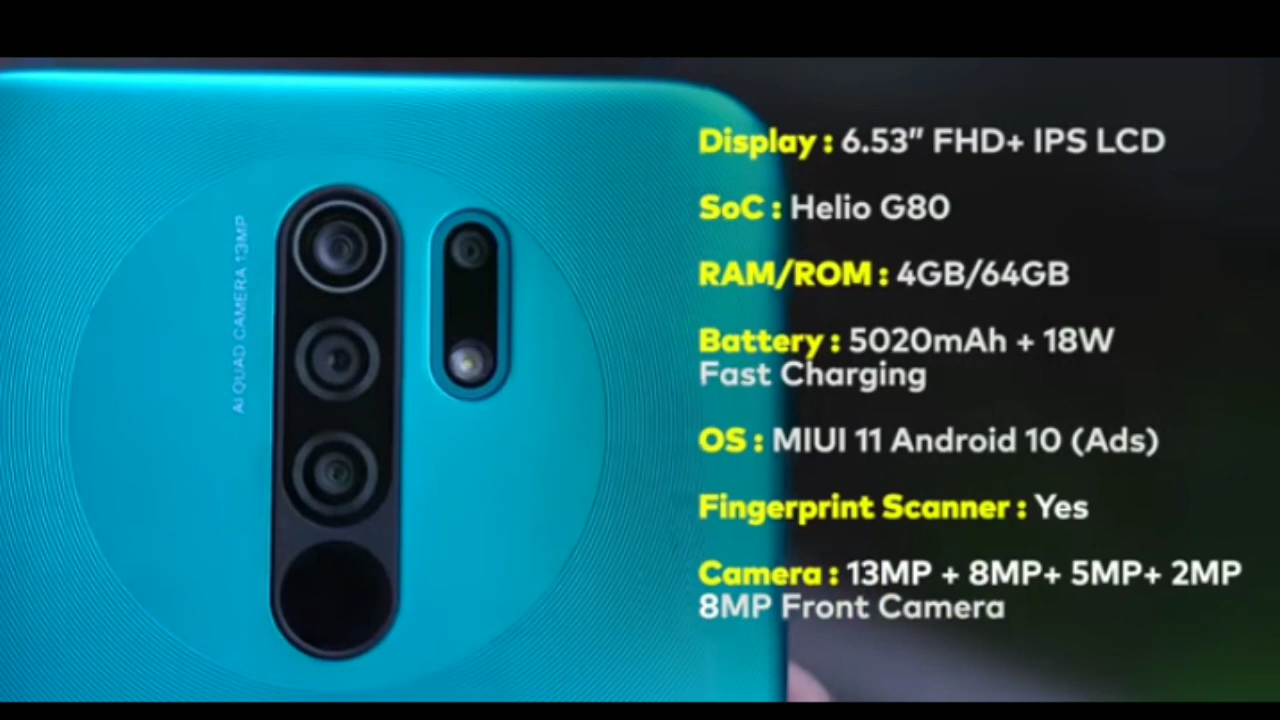 AI QUAD CAMERA 13MP
Display : 6.53” FHD+ IPS LCD
SoC : Helio G80
RAM/ROM : 4GB/64GB
Battery : 5020mAh + 18W
Fast Charging
OS : MIUI 11 Android 10 (Ads)
Fingerprint Scanner : Yes
Camera : 13MP + 8MP+ 5MP+ 2MP
8MP Front Camera